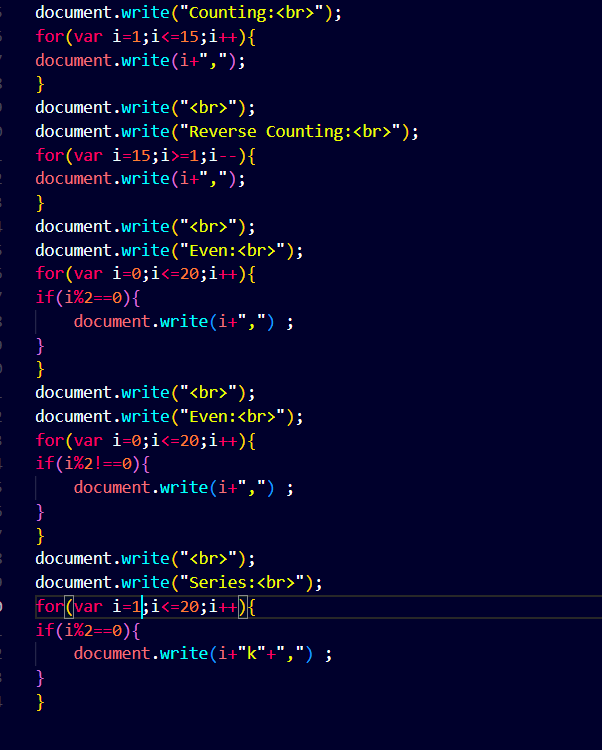 document.write("Counting:<br>");
for(var i=1;i<=15;i++){
document.write(i+",");
}
document.write("<br>");
document.write("Reverse Counting:<br>");
for(var i=15;i>=1;i--){
document.write(i+",");
}
document.write("<br>");
document.write("Even:<br>");
for(var i=0;i<=20;i++){
if(i%2==0){
    document.write(i+",") ;
}
}
document.write("<br>");
document.write("Even:<br>");
for(var i=0;i<=20;i++){
if(i%2!==0){
    document.write(i+",") ;
}
}
document.write("<br>");
document.write("Series:<br>");
for(var i=1;i<=20;i++){
if(i%2==0){
    document.write(i+"k"+",") ;
}
}